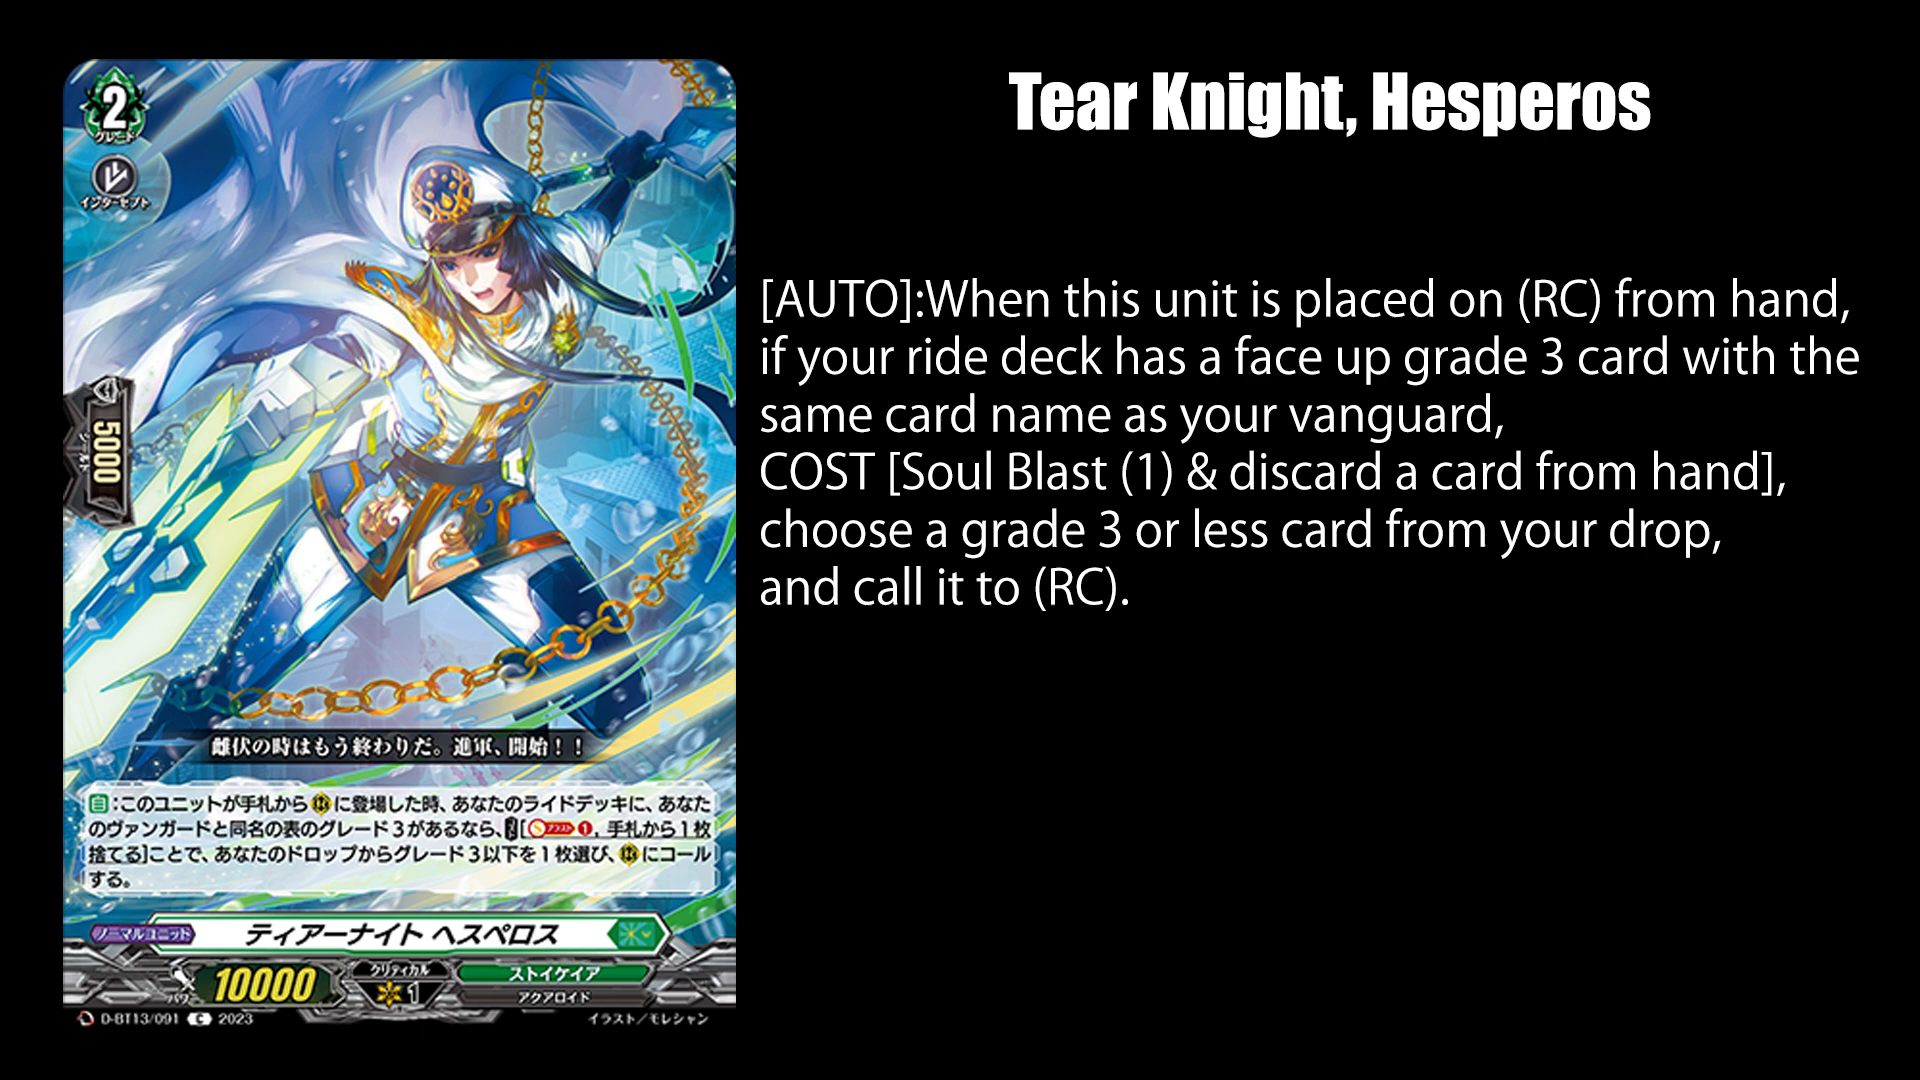 Tear Knight, Hesperos
[AUTO]:When this unit is placed on (RC) from hand,
if your ride deck has a face up grade 3 card with the
same card name as your vanguard,
COST [Soul Blast (1) & discard a card from hand],
choose a grade 3 or less card from your drop,
and call it to (RC).
2
グレード
インターセプト
5000
雌伏の時はもう終わりだ。進軍、開始！！
:このユニットが手札から に登場した時、あなたのライドデッキに、あなた
のヴァンガードと同名の表のグレード3があるなら、[ブラスト 1, 手札から1枚
捨てる]ことで、あなたのドロップからグレード3以下を1枚選び、 にコール
する。
ノーマルユニット
ティアーナイト ヘスペロス
パワー
10000
クリティカル
1
ストイケイア
アクアロイド
D-BT13/091 C 2023
イラスト／モレシャン